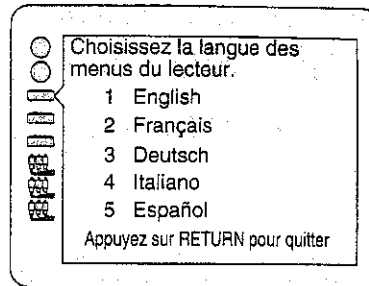 Choisissez la langue des
menus du lecteur.
1 English
2 Français
3 Deutsch
4 Italiano
5 Español
Appuyez sur RETURN pour quitter